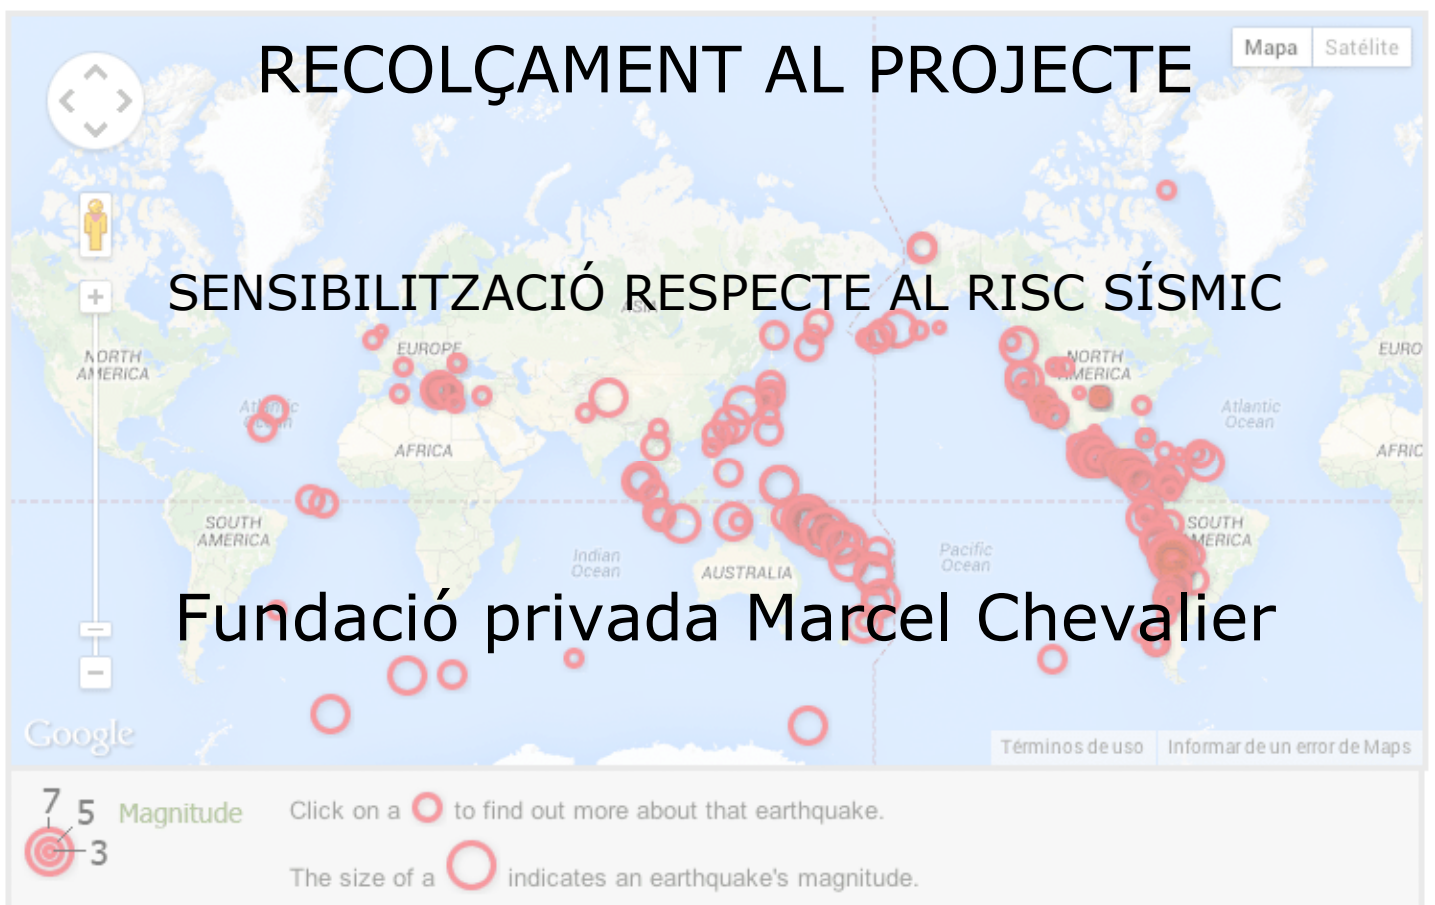 RECOLÇAMENT AL PROJECTE
Mapa
Satélite
SENSIBILITZACIÓ RESPECTE AL RISC SÍSMIC
ASIA
NORTH
AMERICA
EUROPE
NORTH
AMERICA
EURO
Atlantic
Ocean
Atlantic
Ocean
AFRICA
AFRIC
SOUTH
AMERICA
SOUTH
AMERICA
Indian
Ocean
AUSTRALIA
Pacific
Ocean
Fundació privada Marcel Chevalier
Google
Términos de uso
Informar de un error de Maps
7
5
3
Magnitude
Click on a to find out more about that earthquake.
The size of a indicates an earthquake's magnitude.